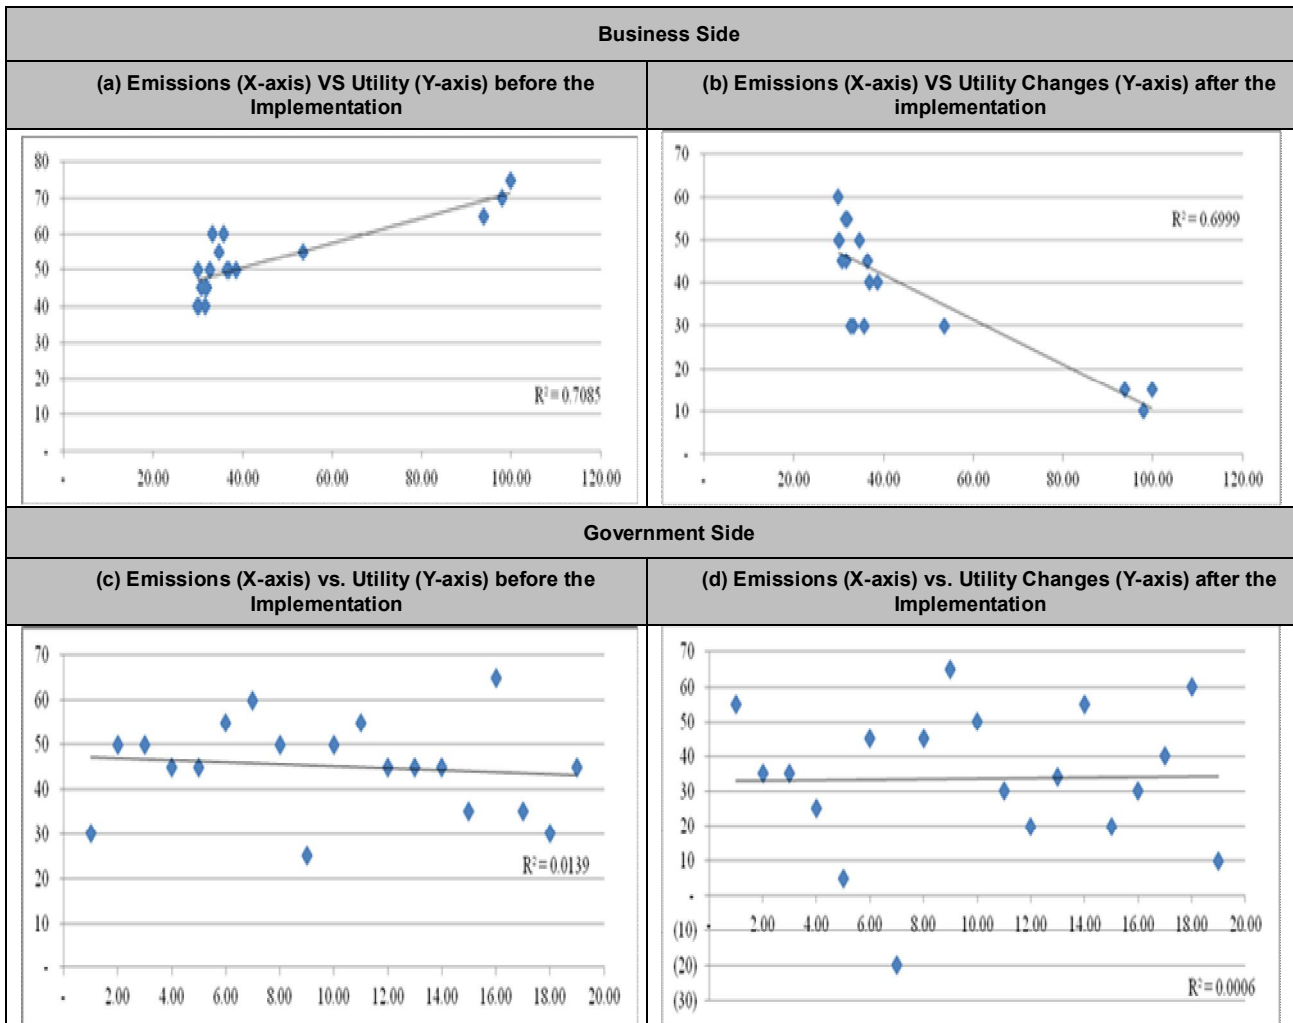 Business Side
(a) Emissions (X-axis) VS Utility (Y-axis) before the
Implementation
(b) Emissions (X-axis) VS Utility Changes (Y-axis) after the
implementation
80
70
60
50
40
30
20
10
-
- 20.00 40.00 60.00 80.00 100.00 120.00
R² = 0.7085
70
60
50
40
30
20
10
-
- 20.00 40.00 60.00 80.00 100.00 120.00
R² = 0.6999
Government Side
(c) Emissions (X-axis) vs. Utility (Y-axis) before the
Implementation
(d) Emissions (X-axis) vs. Utility Changes (Y-axis) after the
Implementation
70
60
50
40
30
20
10
-
- 2.00 4.00 6.00 8.00 10.00 12.00 14.00 16.00 18.00 20.00
R² = 0.0139
70
60
50
40
30
20
10
-
(10)
(20)
(30)
- 2.00 4.00 6.00 8.00 10.00 12.00 14.00 16.00 18.00 20.00
R² = 0.0006